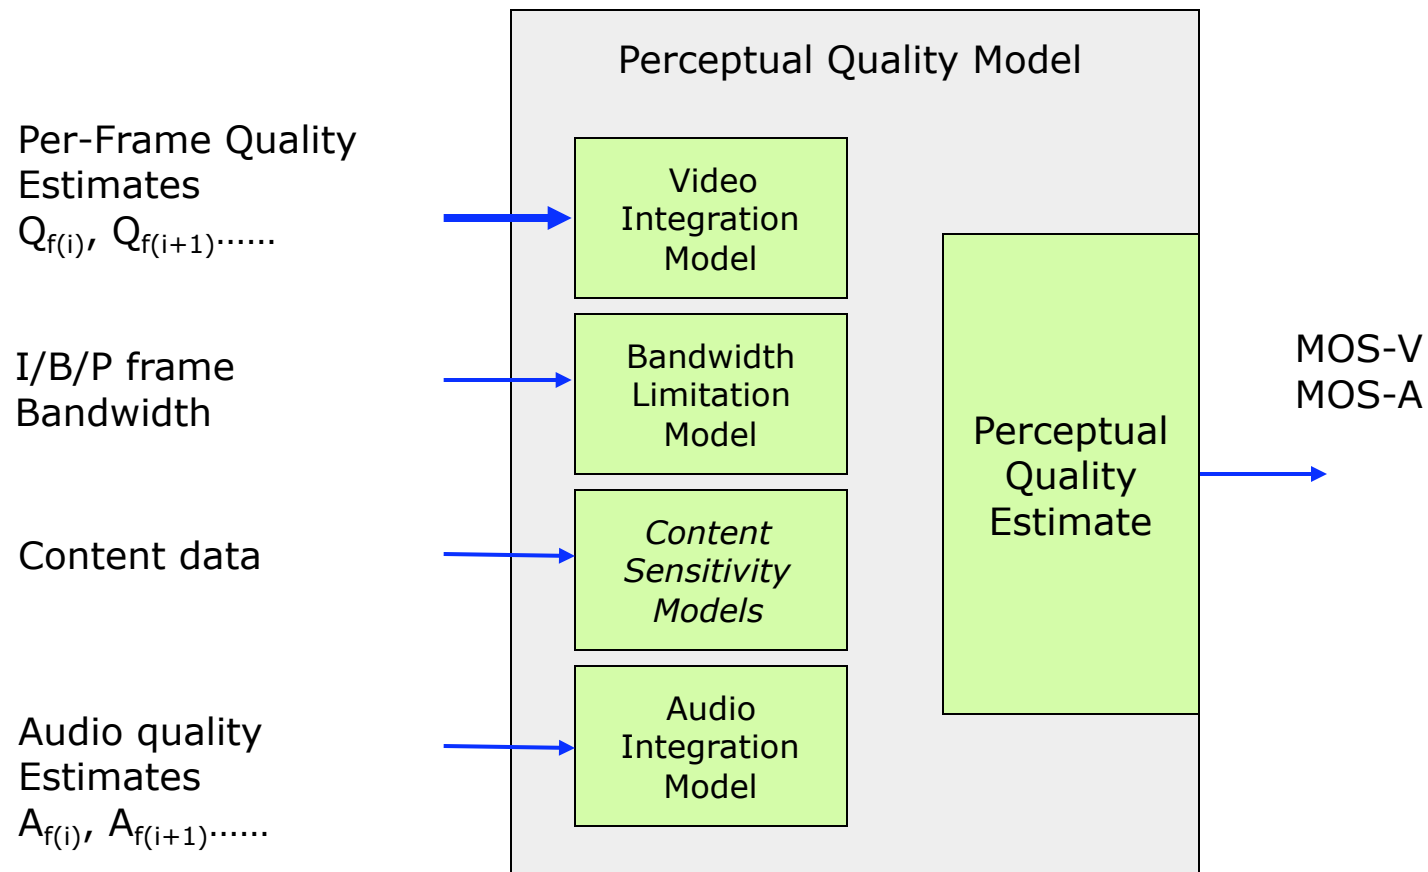 Perceptual Quality Model
Per-Frame Quality
Estimates
Qf(i), Qf(i+1)......
Video
Integration
Model
I/B/P frame
Bandwidth
Bandwidth
Limitation
Model
Content data
Content
Sensitivity
Models
Audio quality
Estimates
Af(i), Af(i+1)......
Audio
Integration
Model
Perceptual
Quality
Estimate
MOS-V
MOS-A